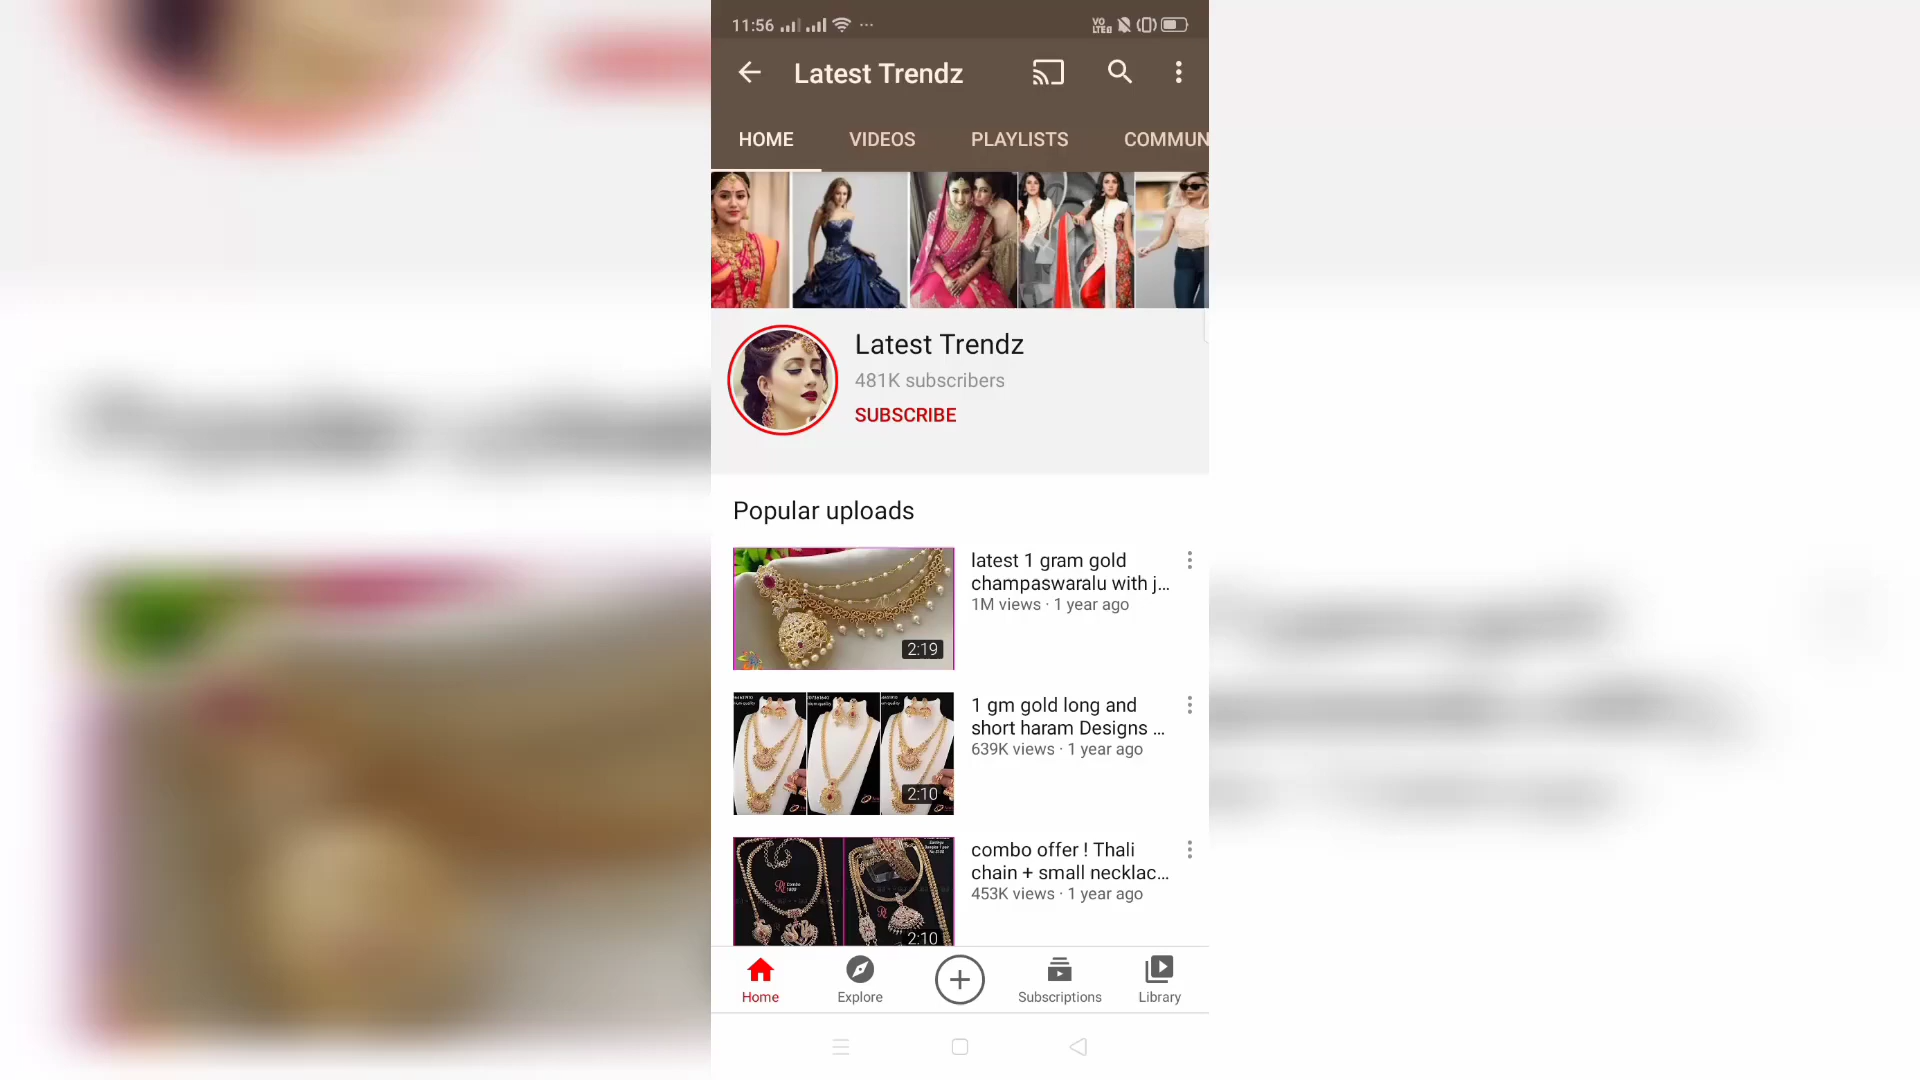 11:56
VO
LTE
Latest Trendz
HOME VIDEOS PLAYLISTS COMMUN
Latest Trendz
481K subscribers
SUBSCRIBE
Popular uploads
latest 1 gram gold
champaswaralu with j...
1M views · 1 year ago
2:19
1 gm gold long and
short haram Designs ...
639K views · 1 year ago
2:10
combo offer ! Thali
chain + small necklac...
453K views · 1 year ago
2:10
Home Explore Subscriptions Library